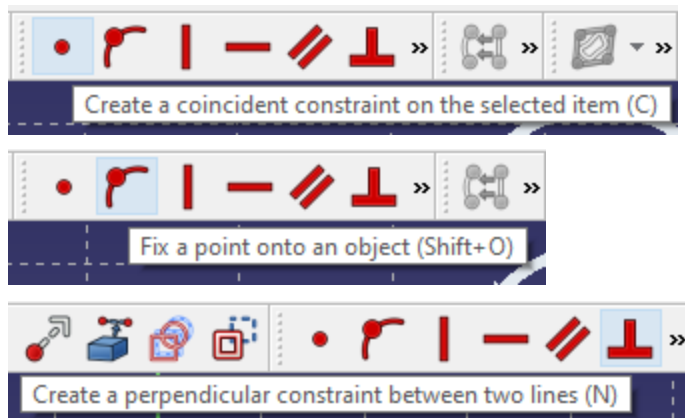 Create a coincident constraint on the selected item (C)
Fix a point onto an object (Shift+O)
Create a perpendicular constraint between two lines (N)